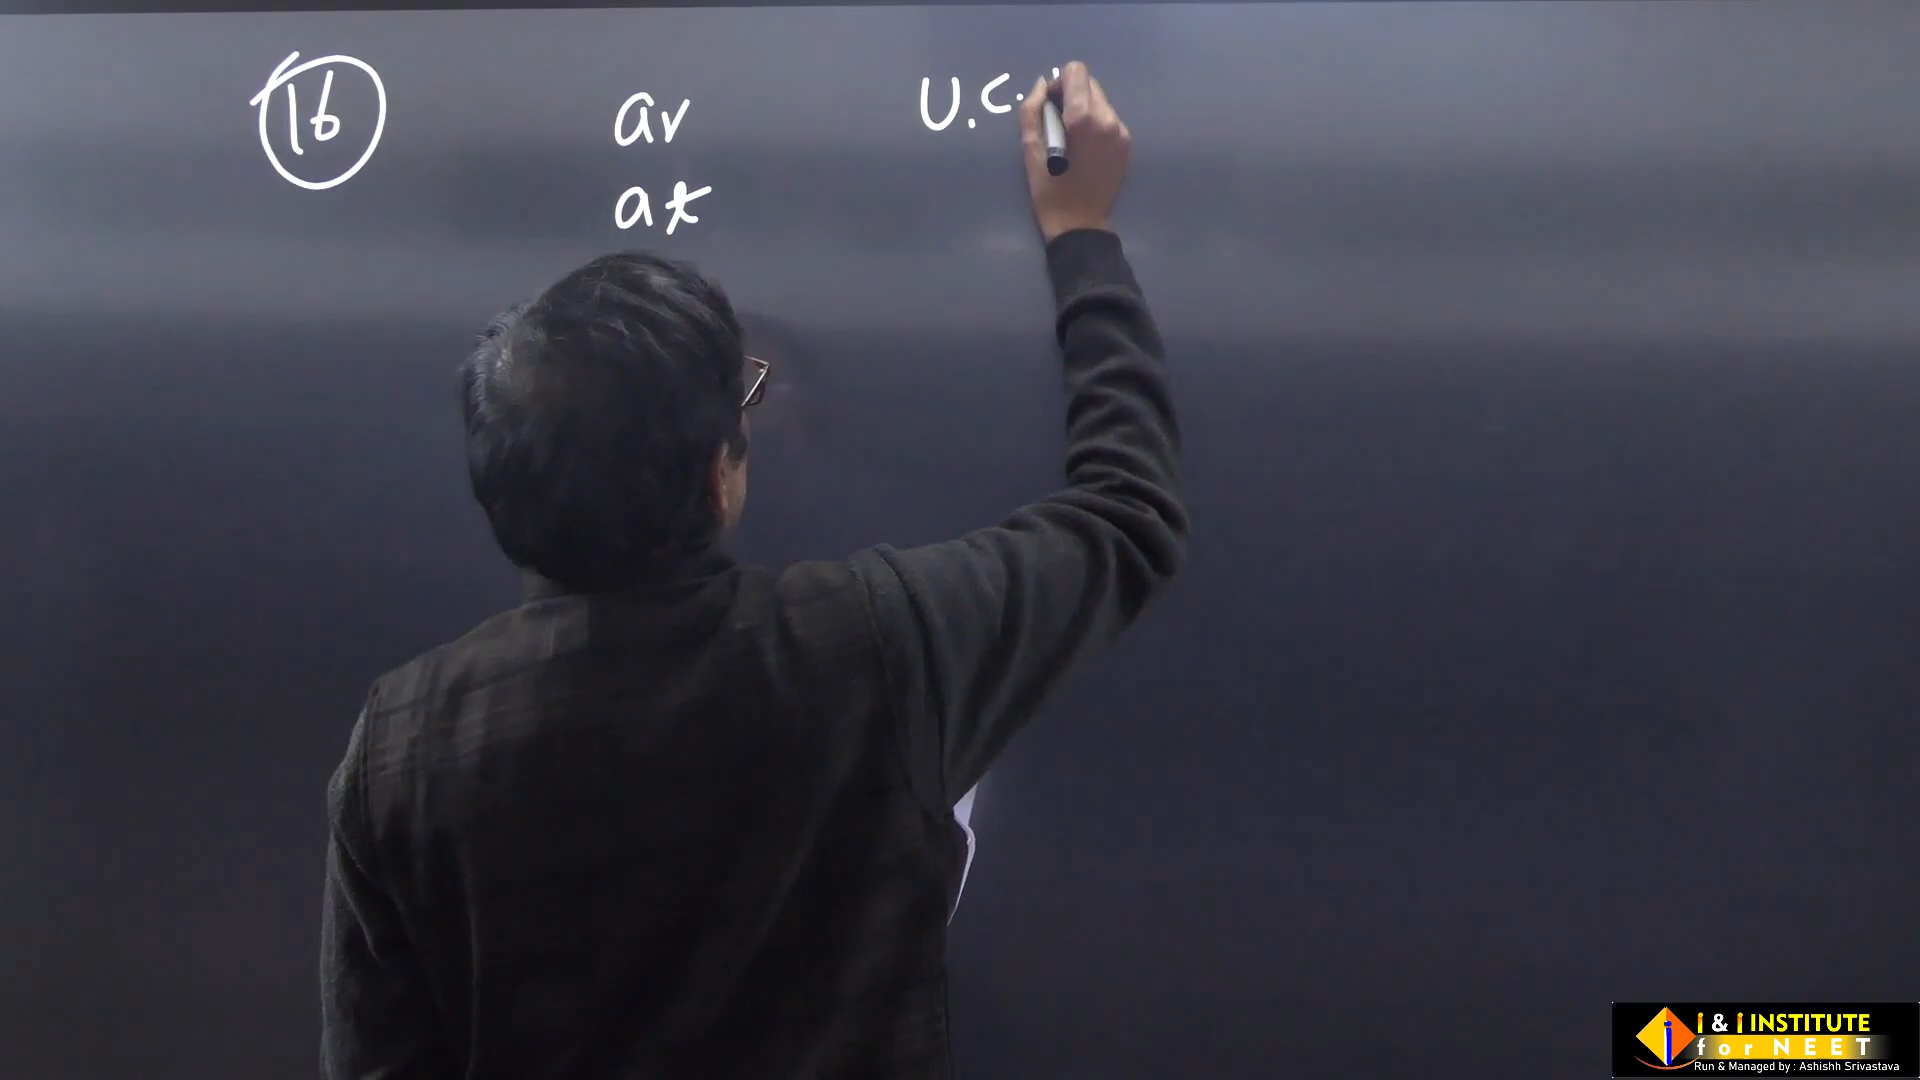 16
ar
at
U.C.
i & i INSTITUTE
for NEET
Run & Managed by : Ashishh Srivastava